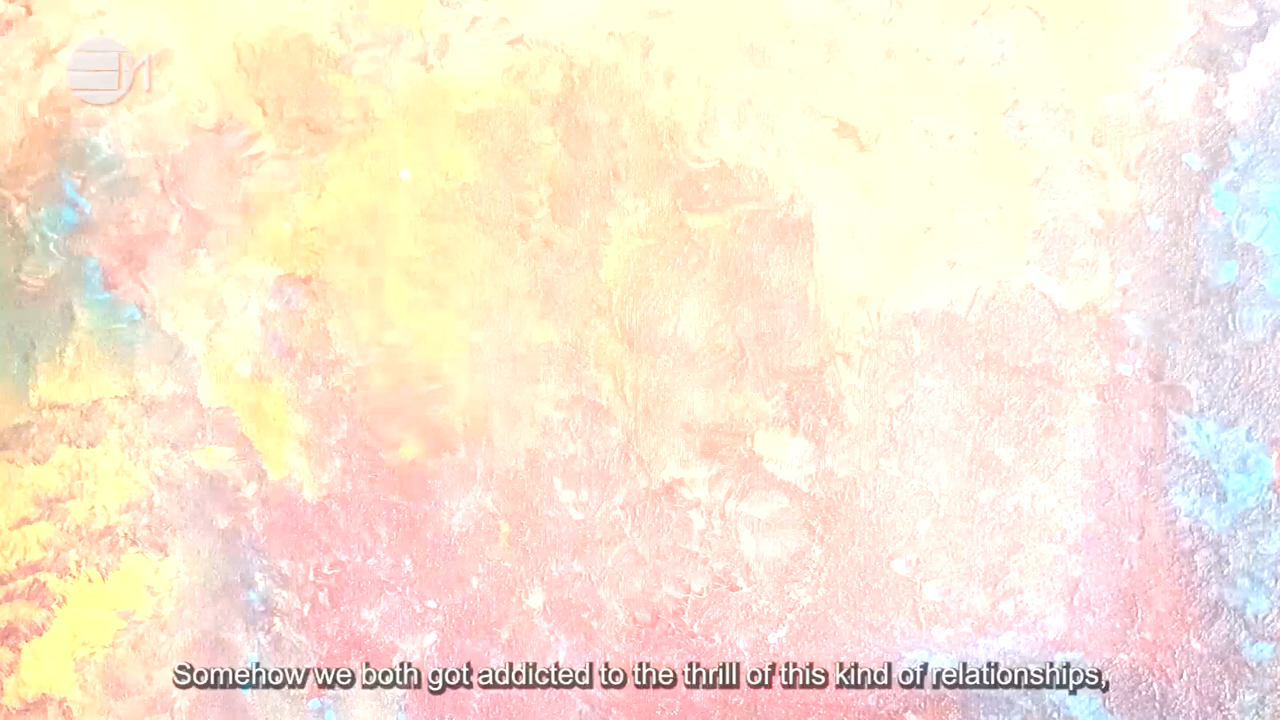 Somehow we both got addicted to the thrill of this kind of relationships,